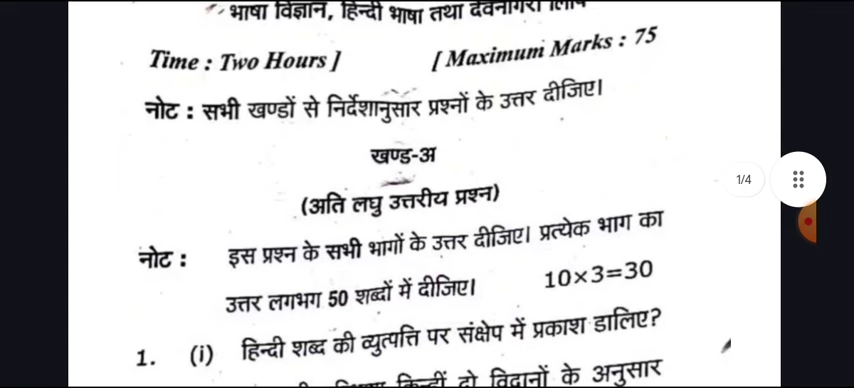 भाषा विज्ञान, हिन्दी भाषा तथा देवनागरी लिपि
Time : Two Hours ] [ Maximum Marks : 75
नोट : सभी खण्डों से निर्देशानुसार प्रश्नों के उत्तर दीजिए।
खण्ड-अ
(अति लघु उत्तरीय प्रश्न)
1/4
नोट : इस प्रश्न के सभी भागों के उत्तर दीजिए। प्रत्येक भाग का
उत्तर लगभग 50 शब्दों में दीजिए। 10×3=30
1. (i) हिन्दी शब्द की व्युत्पत्ति पर संक्षेप में प्रकाश डालिए?
किन्हीं दो विद्वानों के अनुसार